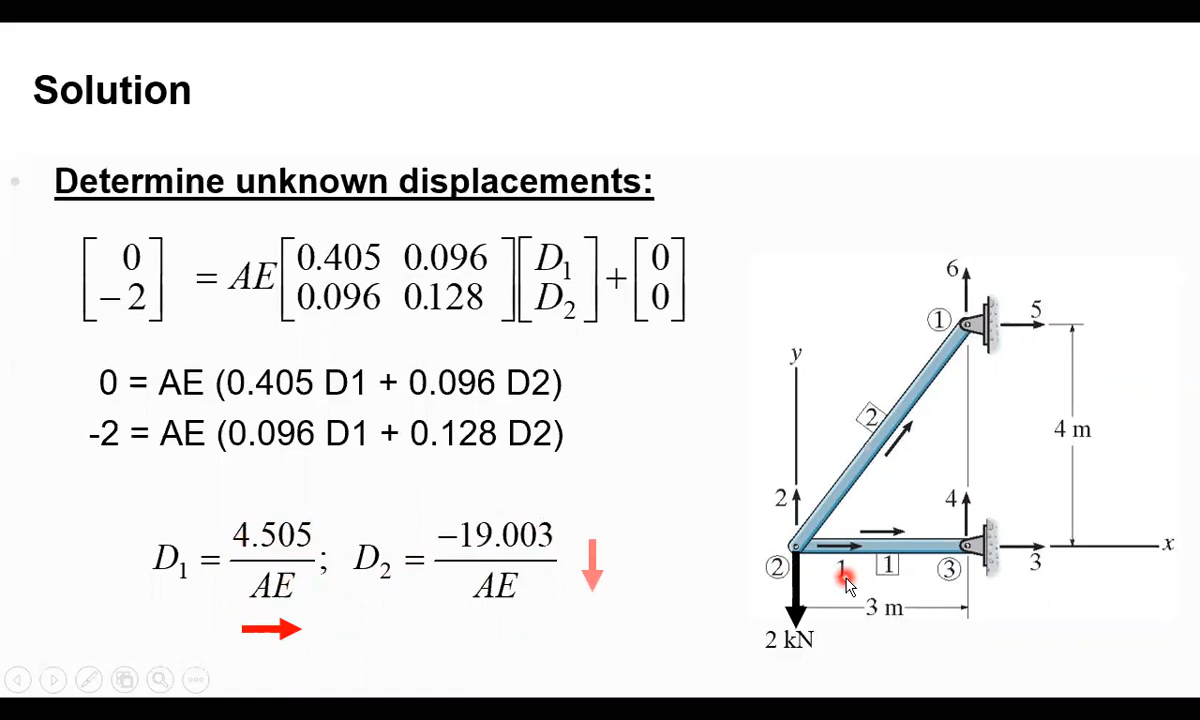 Solution
Determine unknown displacements:
[0 -2] = AE [0.405 0.096 0.096 0.128] [D₁ D₂] + [0 0]
0 = AE (0.405 D1 + 0.096 D2)
-2 = AE (0.096 D1 + 0.128 D2)
D₁ = 4.505/AE; D₂ = −19.003/AE
6
① 5
y
2
4 m
2 4
x
② 1 1 ③ 3
3 m
2 kN